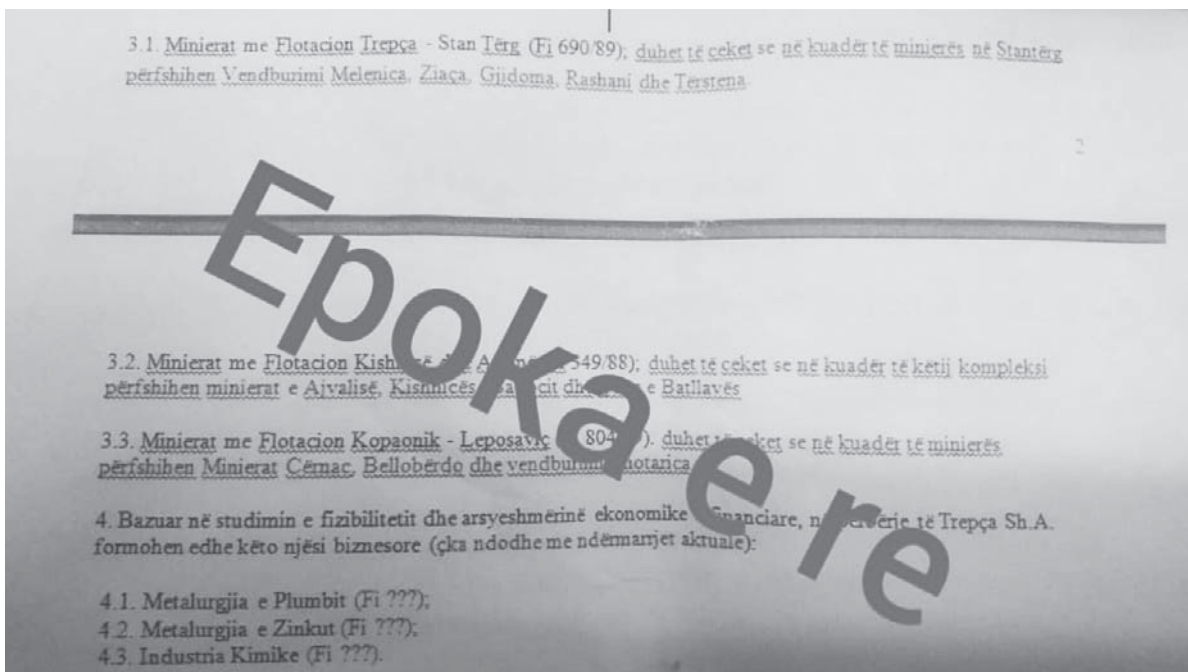 3.1. Minierat me Flotacion Trepça - Stan Tërg (Fi 690/89); duhet të ceket se në kuadër të minierës në Stantërg
përfshihen Vendburimi Melenica, Ziaça, Gjidoma, Rashani dhe Tërstena.
2
Epoka e re
3.2. Minierat me Flotacion 549/88); duhet të ceket se në kuadër të këtij kompleksi
përfshihen minierat e Ajvalisë, Kishnicës e Batllavës
3.3. Minierat me Flotacion Kopaonik - Leposaviç 804 ). duhet të ceket se në kuadër të minierës
përfshihen Minierat Cërnac, Bellobërdo dhe
4. Bazuar në studimin e fizibilitetit dhe arsyeshmërinë ekonomike financiare, të Trepça Sh.A.
formohen edhe këto njësi biznesore (çka ndodhe me ndërmarrjet aktuale):
4.1. Metalurgjia e Plumbit (Fi ???);
4.2. Metalurgjia e Zinkut (Fi ???);
4.3. Industria Kimike (Fi ???).